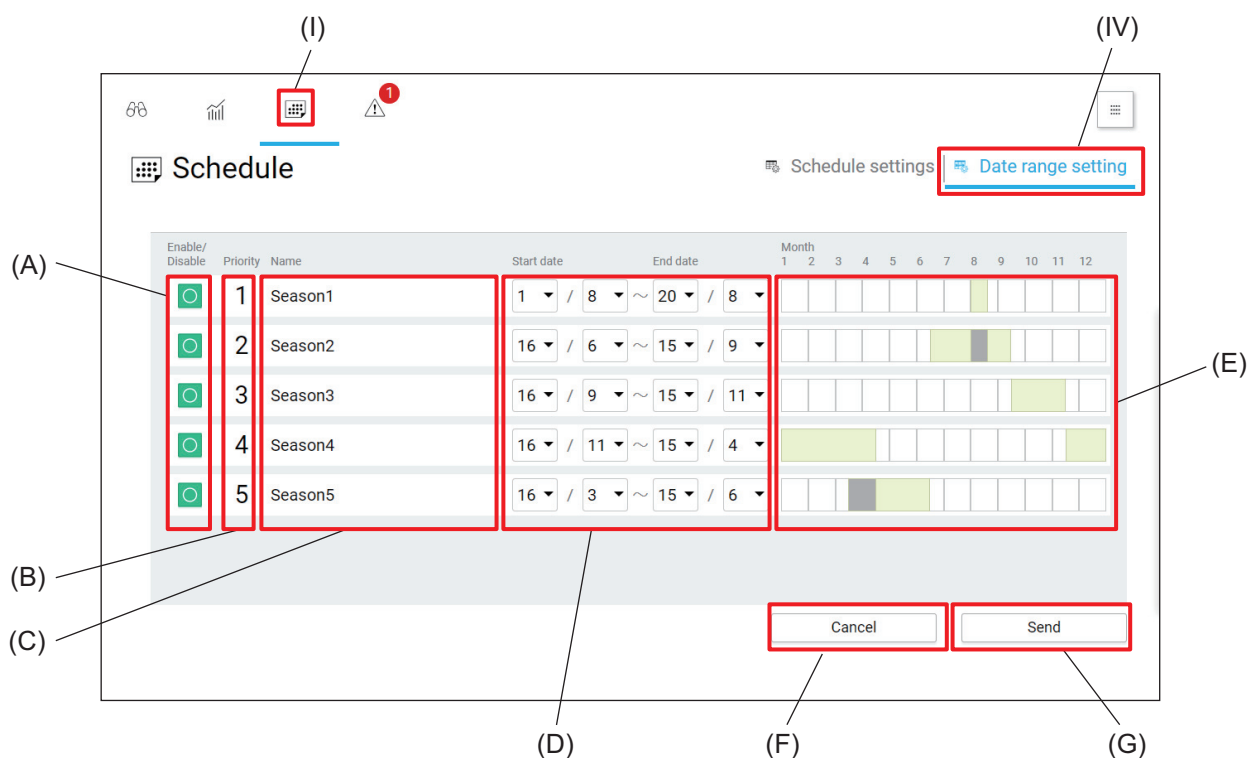 (I) (IV)
1
Schedule
Schedule settings Date range setting
Enable/ Month
Disable Priority Name Start date End date 1 2 3 4 5 6 7 8 9 10 11 12
(A)
1 Season1 1 / 8 ~ 20 / 8
2 Season2 16 / 6 ~ 15 / 9
(E)
3 Season3 16 / 9 ~ 15 / 11
4 Season4 16 / 11 ~ 15 / 4
5 Season5 16 / 3 ~ 15 / 6
(B)
(C)
Cancel Send
(D) (F) (G)